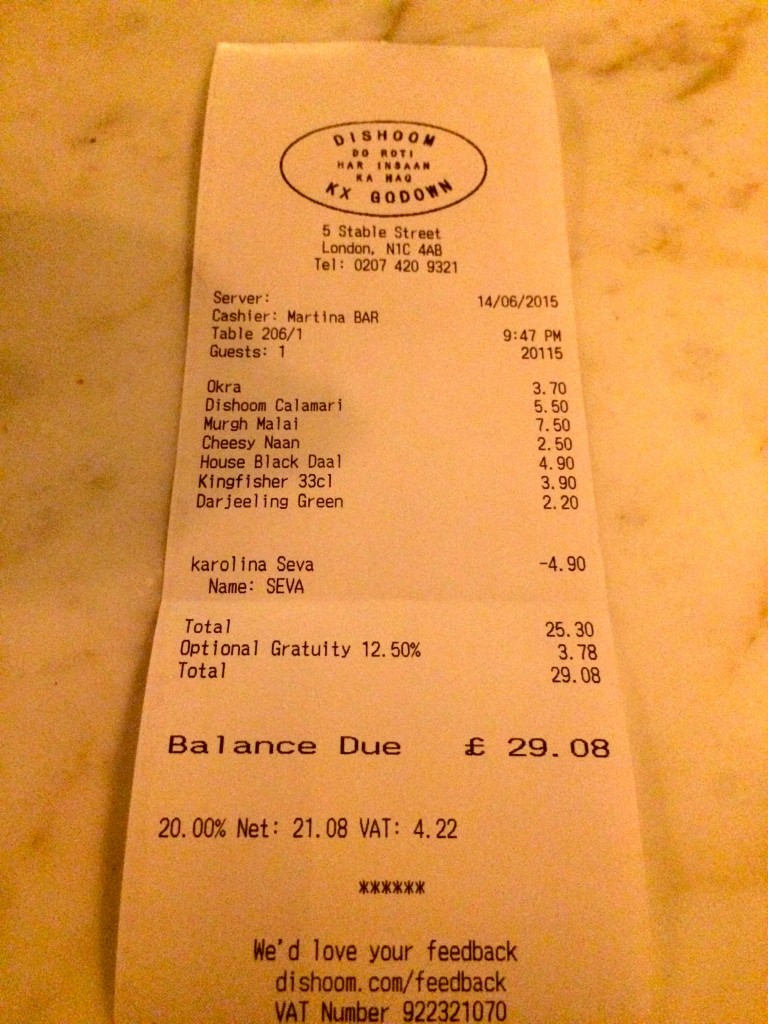 DISHOOM
DO ROTI
HAR INSAAN
KA HAQ
KX GODOWN
5 Stable Street
London, N1C 4AB
Tel: 0207 420 9321
Server: 14/06/2015
Cashier: Martina BAR
Table 206/1 9:47 PM
Guests: 1 20115
Okra 3.70
Dishoom Calamari 5.50
Murgh Malai 7.50
Cheesy Naan 2.50
House Black Daal 4.90
Kingfisher 33cl 3.90
Darjeeling Green 2.20
karolina Seva -4.90
Name: SEVA
Total 25.30
Optional Gratuity 12.50% 3.78
Total 29.08
Balance Due £ 29.08
20.00% Net: 21.08 VAT: 4.22
******
We'd love your feedback
dishoom.com/feedback
VAT Number 922321070